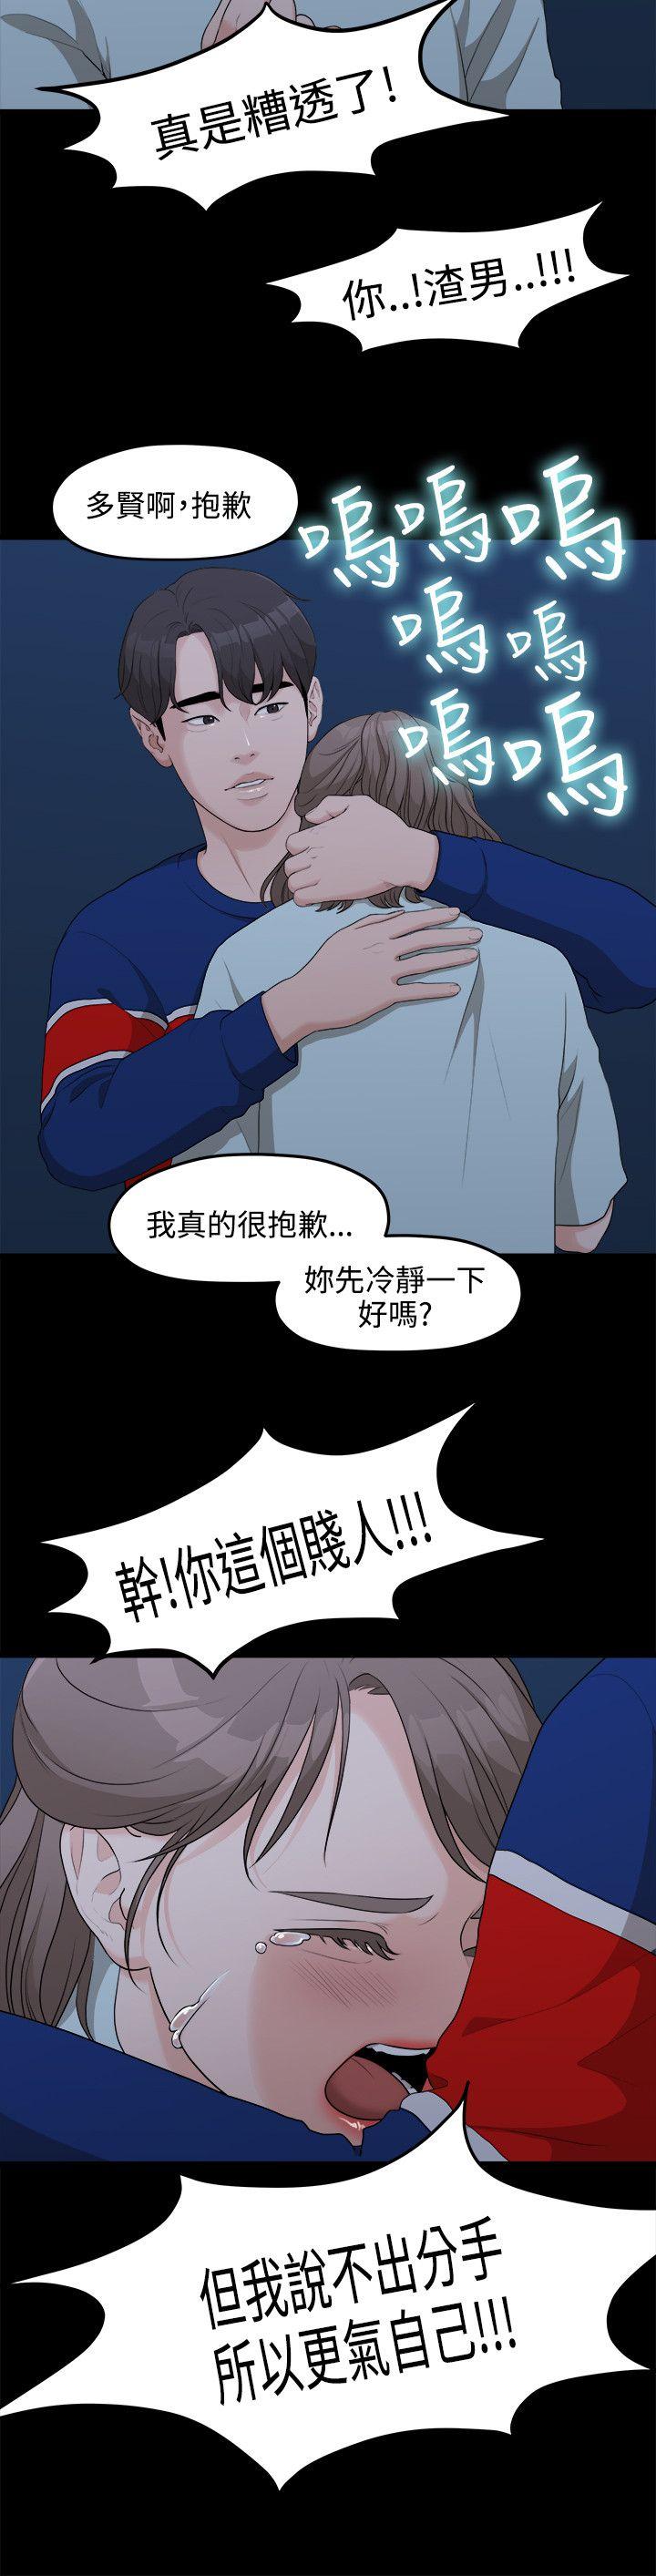 真是糟透了!
你..!渣男..!!!
多賢啊,抱歉
嗚嗚嗚
嗚嗚
嗚嗚
我真的很抱歉...
妳先冷靜一下
好嗎?
幹!你這個賤人!!!
但我說不出分手
所以更氣自己!!!